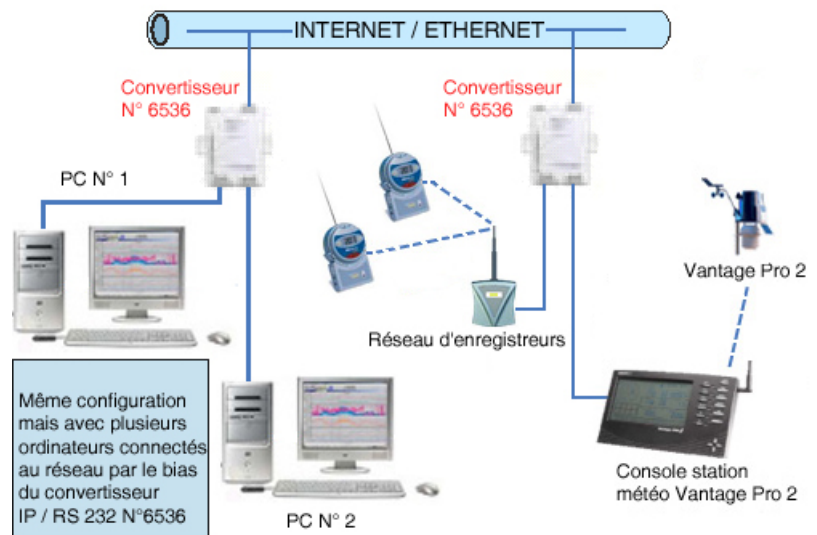 INTERNET / ETHERNET
Convertisseur
N° 6536
Convertisseur
N° 6536
PC N° 1
Vantage Pro 2
Réseau d'enregistreurs
Même configuration
mais avec plusieurs
ordinateurs connectés
au réseau par le bias
du convertisseur
IP / RS 232 N°6536
PC N° 2
Console station
météo Vantage Pro 2